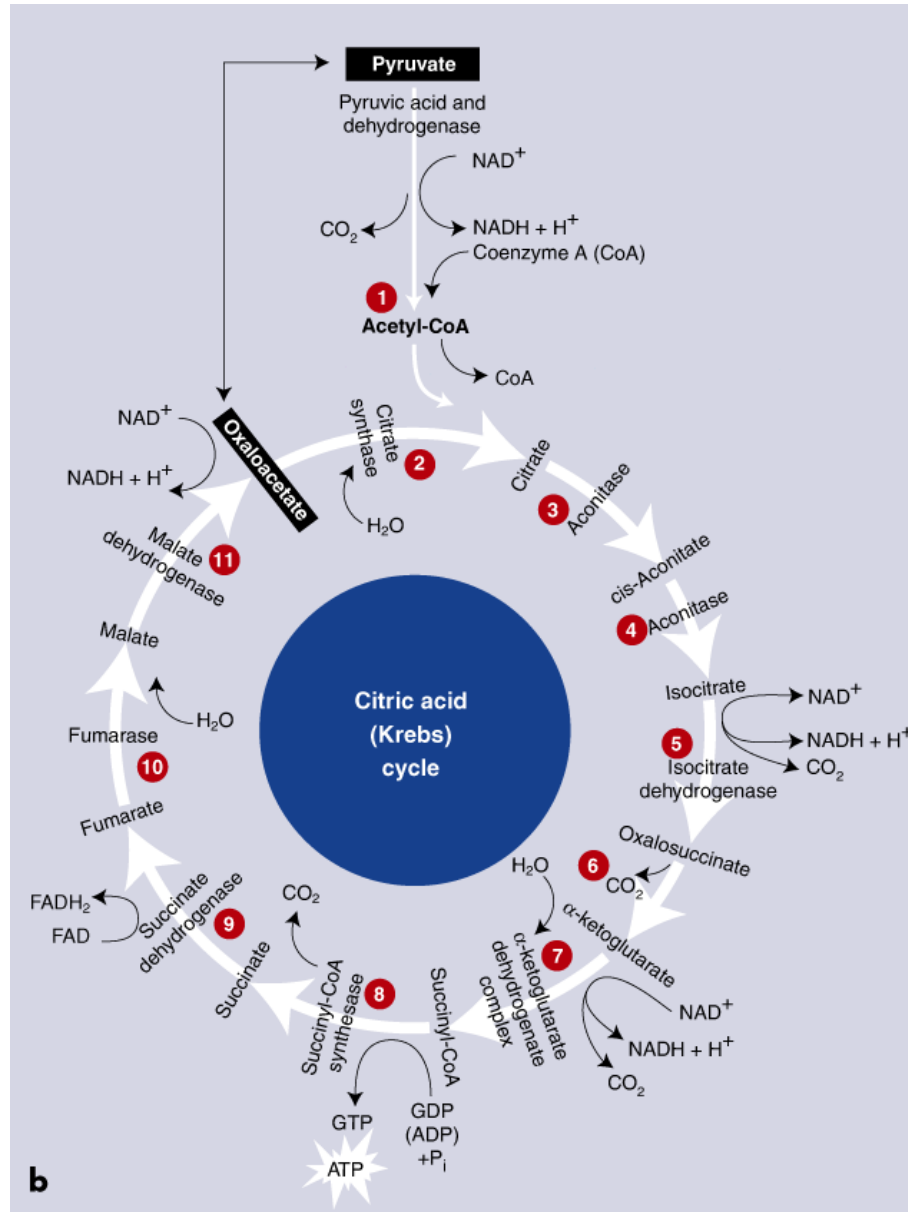 Pyruvate
Pyruvic acid and
dehydrogenase
NAD+
CO2
NADH + H+
Coenzyme A (CoA)
1
Acetyl-CoA
CoA
NAD+
NADH + H+
Oxaloacetate
Citrate
synthase
2
H2O
Citrate
3
Aconitase
cis-Aconitate
4
Aconitase
Isocitrate
NAD+
NADH + H+
CO2
5
Isocitrate
dehydrogenase
Oxalosuccinate
6
CO2
H2O
α-ketoglutarate
7
α-ketoglutarate
dehydrogenate
complex
NAD+
NADH + H+
CO2
Succinyl-CoA
8
Succinyl-CoA
synthesase
CO2
GTP
GDP
(ADP)
+Pi
ATP
Succinate
9
Succinate
dehydrogenase
FADH2
FAD
Fumarate
10
Fumarase
H2O
Malate
11
Malate
dehydrogenase
Citric acid
(Krebs)
cycle
b